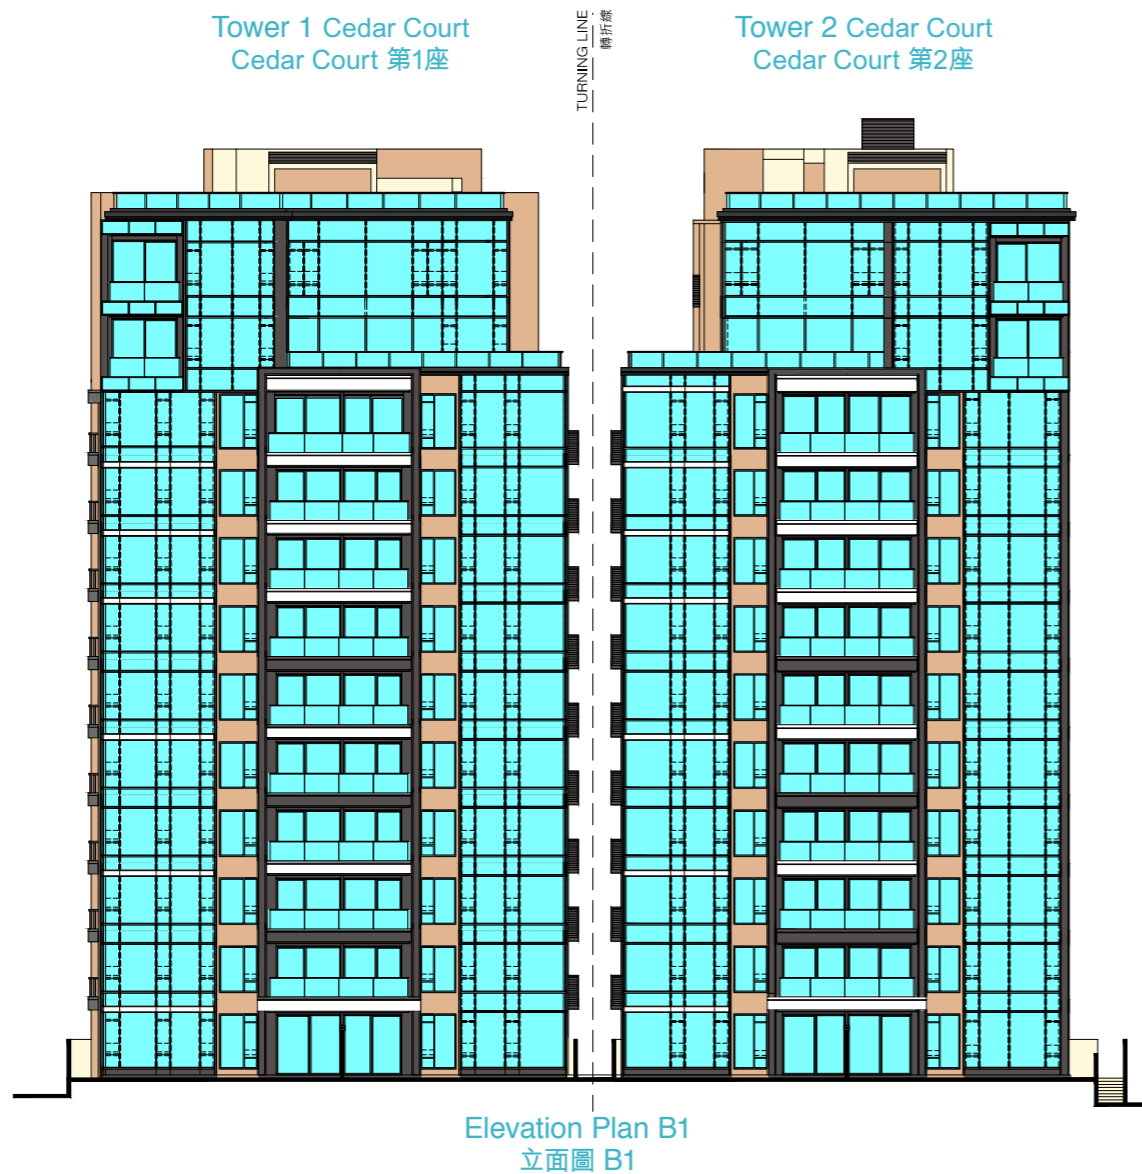 Tower 1 Cedar Court
Cedar Court 第1座
TURNING LINE
轉折線
Tower 2 Cedar Court
Cedar Court 第2座
Elevation Plan B1
立面圖 B1